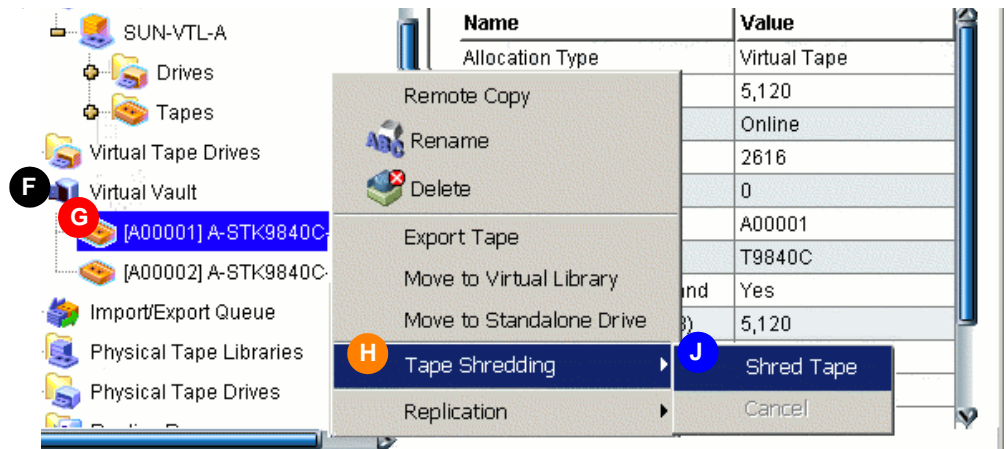 SUN-VTL-A
Drives
Tapes
Virtual Tape Drives
F
Virtual Vault
G
[A00001] A-STK9840C-
[A00002] A-STK9840C-
Import/Export Queue
Physical Tape Libraries
Physical Tape Drives
Remote Copy
ABC Rename
Delete
Export Tape
Move to Virtual Library
Move to Standalone Drive
H
Tape Shredding
Replication
J
Shred Tape
Cancel
Name Value
Allocation Type Virtual Tape
5,120
Online
2616
0
A00001
T9840C
Yes
5,120